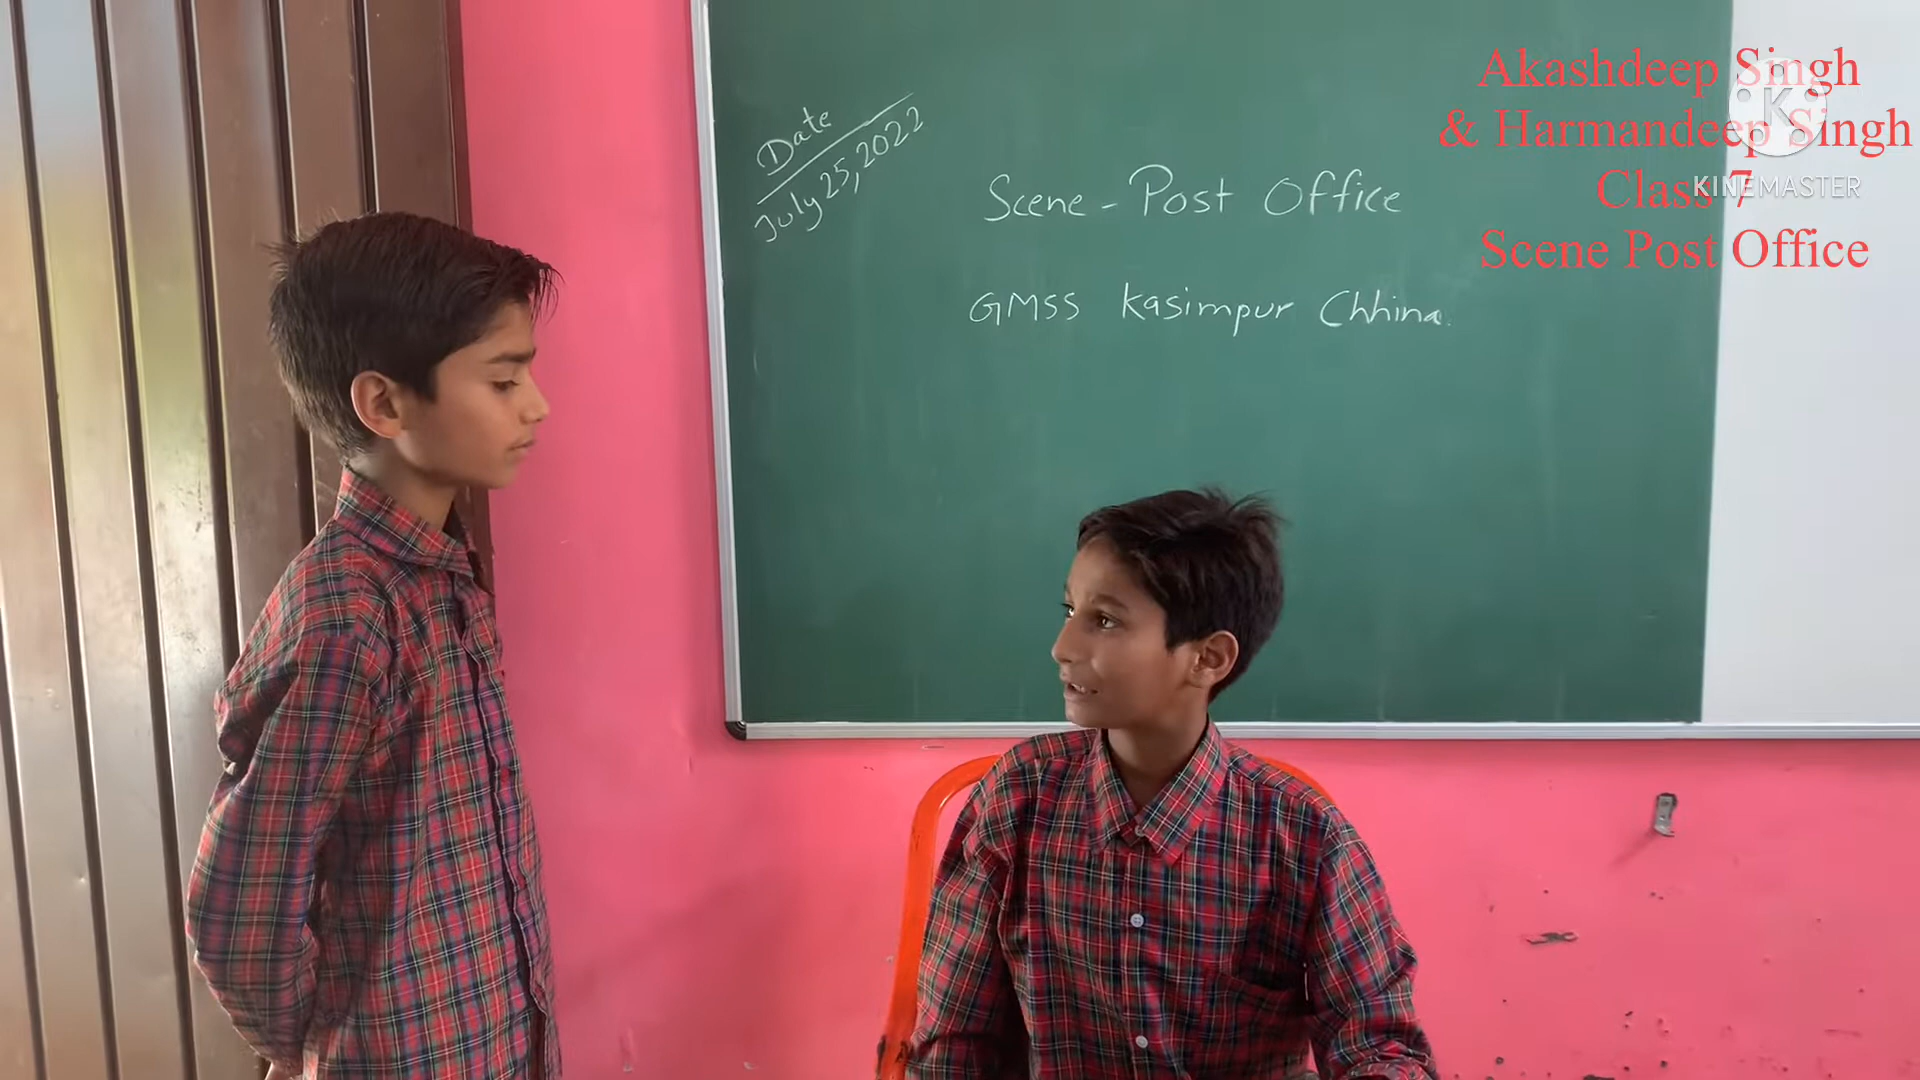 Date
July 25, 2022
Scene - Post Office
GMSS Kasimpur Chhina.
Akashdeep Singh
& Harmandeep Singh
Class 7
Scene Post Office
K
KINEMASTER